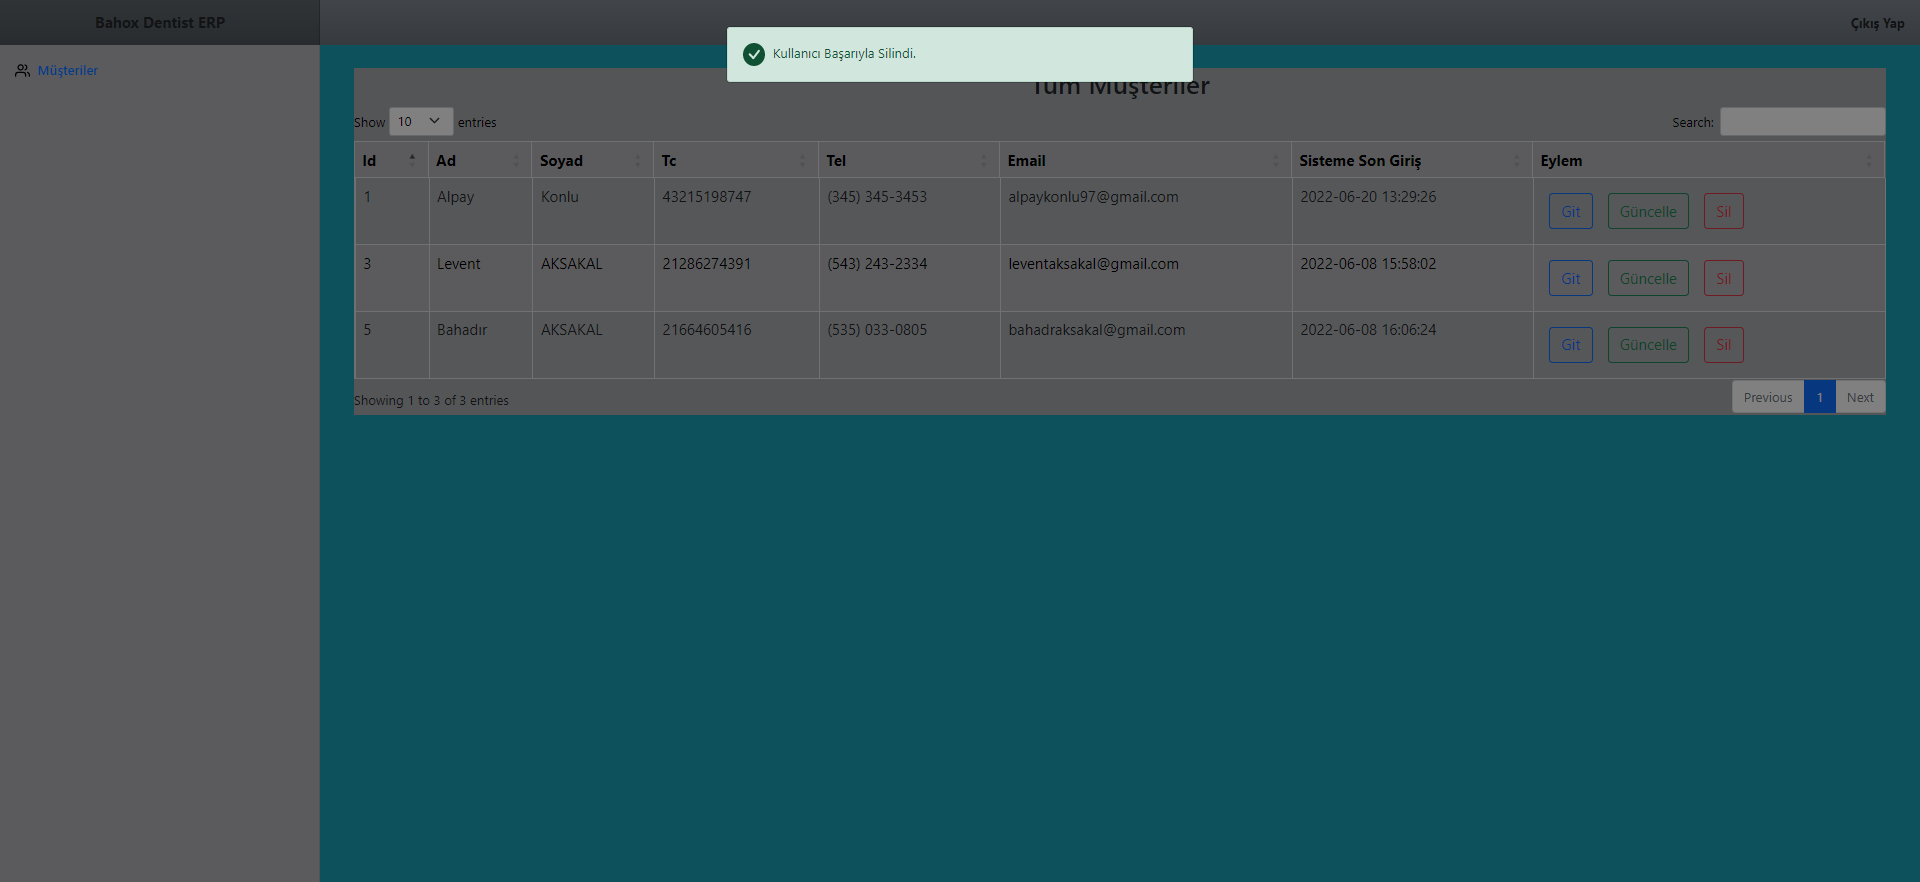 Bahox Dentist ERP
Çıkış Yap
Müşteriler
Kullanıcı Başarıyla Silindi.
Tüm Müşteriler
Show 10 entries
Search:
Id Ad Soyad Tc Tel Email Sisteme Son Giriş Eylem
1 Alpay Konlu 43215198747 (345) 345-3453 alpaykonlu97@gmail.com 2022-06-20 13:29:26 Git Güncelle Sil
3 Levent AKSAKAL 21286274391 (543) 243-2334 leventaksakal@gmail.com 2022-06-08 15:58:02 Git Güncelle Sil
5 Bahadır AKSAKAL 21664605416 (535) 033-0805 bahadraksakal@gmail.com 2022-06-08 16:06:24 Git Güncelle Sil
Showing 1 to 3 of 3 entries
Previous 1 Next